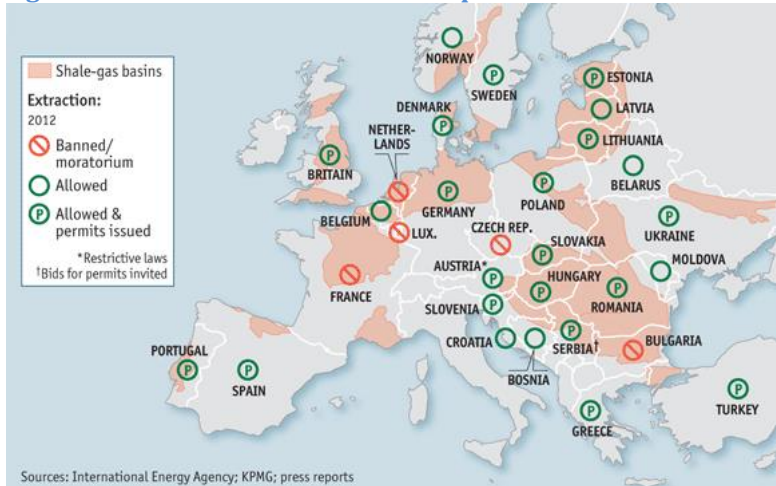 Shale-gas basins
Extraction:
2012
Banned/
moratorium
Allowed
P Allowed &
permits issued
*Restrictive laws
†Bids for permits invited
NORWAY
P
SWEDEN
P ESTONIA
LATVIA
P LITHUANIA
DENMARK
P
NETHER-
LANDS
P
BRITAIN
BELGIUM
P
GERMANY
P
POLAND
BELARUS
LUX.
CZECH REP.
P
UKRAINE
P SLOVAKIA
MOLDOVA
AUSTRIA* P
P HUNGARY
P
ROMANIA
FRANCE
SLOVENIA P
CROATIA
BOSNIA
P
SERBIA†
BULGARIA
PORTUGAL
P
P
SPAIN
P
GREECE
P
TURKEY
Sources: International Energy Agency; KPMG; press reports